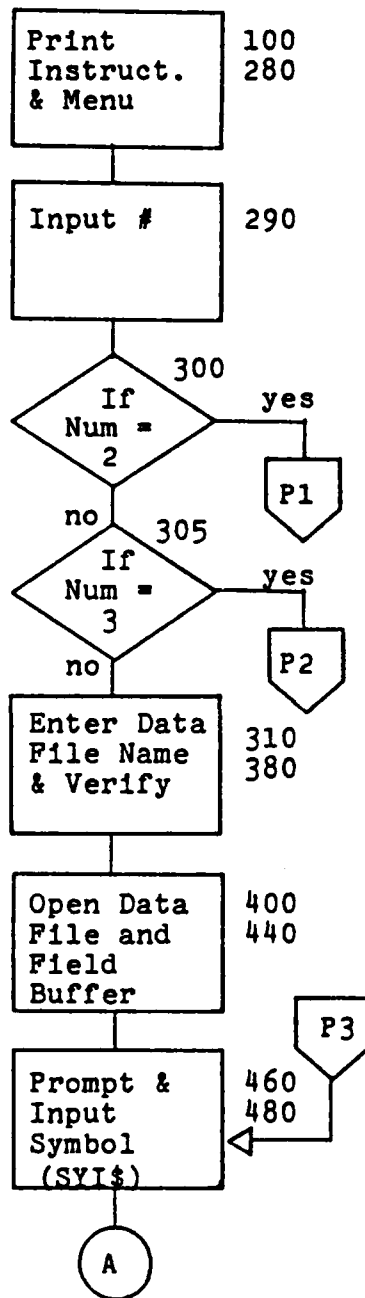 Print
Instruct.
& Menu
100
280
Input #
290
300
If
Num =
2
yes
P1
no
305
If
Num =
3
yes
P2
no
Enter Data
File Name
& Verify
310
380
Open Data
File and
Field
Buffer
400
440
P3
Prompt &
Input
Symbol
(SYI$)
460
480
A